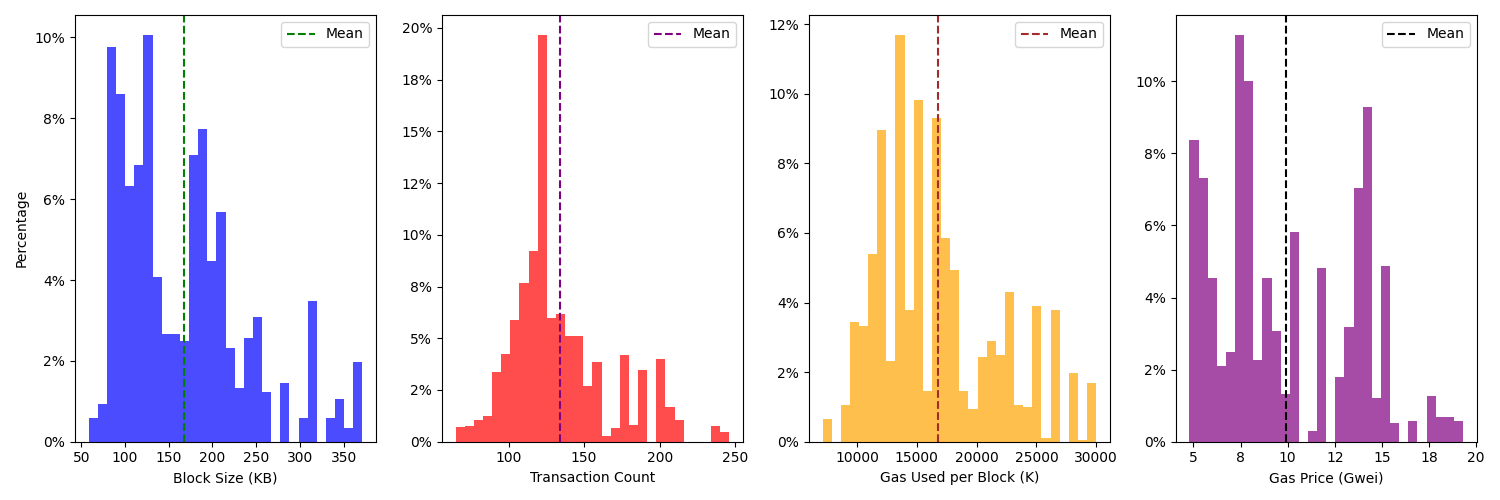 Percentage
10%
8%
6%
4%
2%
0%
50 100 150 200 250 300 350
Block Size (KB)
Mean
20%
18%
15%
12%
10%
8%
5%
2%
0%
100 150 200 250
Transaction Count
Mean
12%
10%
8%
6%
4%
2%
0%
10000 15000 20000 25000 30000
Gas Used per Block (K)
Mean
10%
8%
6%
4%
2%
0%
5 8 10 12 15 18 20
Gas Price (Gwei)
Mean